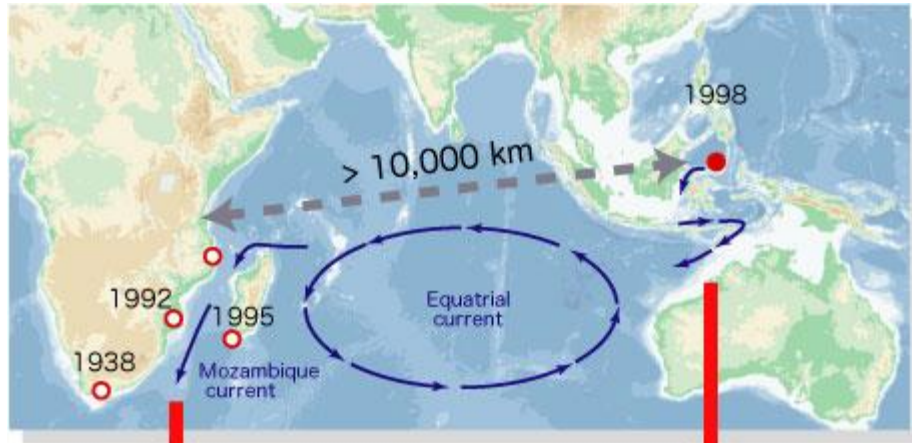 1998
> 10,000 km
1992
1995
Equatrial
current
1938
Mozambique
current